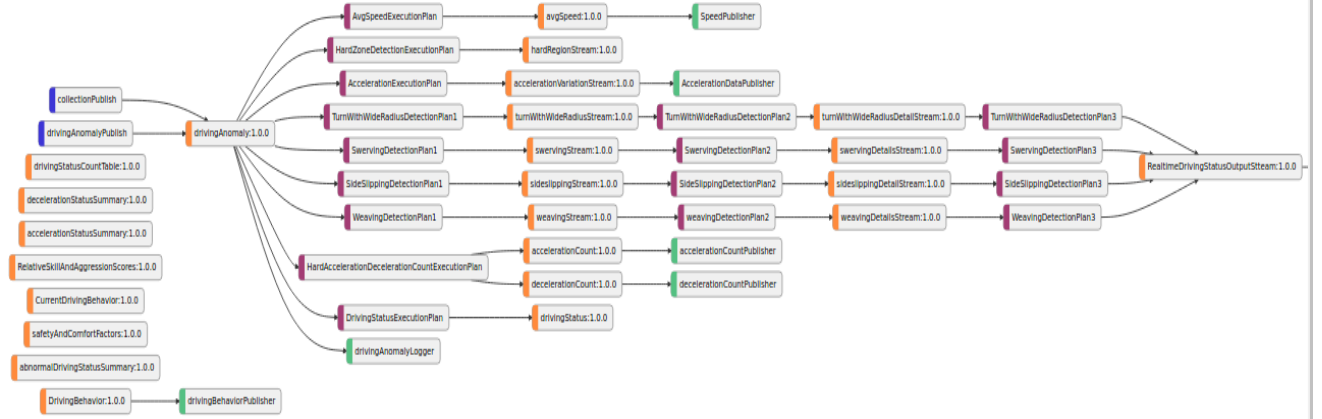 AvgSpeedExecutionPlan
avgSpeed:1.0.0
SpeedPublisher
HardZoneDetectionExecutionPlan
hardRegionStream:1.0.0
AccelerationExecutionPlan
accelerationVariationStream:1.0.0
AccelerationDataPublisher
collectionPublish
TurnWithWideRadiusDetectionPlan1
turnWithWideRadiusStream:1.0.0
TurnWithWideRadiusDetectionPlan2
turnWithWideRadiusDetailStream:1.0.0
TurnWithWideRadiusDetectionPlan3
drivingAnomalyPublish
drivingAnomaly:1.0.0
SwervingDetectionPlan1
swervingStream:1.0.0
SwervingDetectionPlan2
swervingDetailsStream:1.0.0
SwervingDetectionPlan3
drivingStatusCountTable:1.0.0
RealtimeDrivingStatusOutputStteam:1.0.0
SideSlippingDetectionPlan1
sideslippingStream:1.0.0
SideSlippingDetectionPlan2
sideslippingDetailStream:1.0.0
SideSlippingDetectionPlan3
decelerationStatusSummary:1.0.0
WeavingDetectionPlan1
weavingStream:1.0.0
weavingDetectionPlan2
weavingDetailsStream:1.0.0
WeavingDetectionPlan3
accelerationStatusSummary:1.0.0
accelerationCount:1.0.0
accelerationCountPublisher
RelativeSkillAndAggressionScores:1.0.0
HardAccelerationDecelerationCountExecutionPlan
decelerationCount:1.0.0
decelerationCountPublisher
CurrentDrivingBehavior:1.0.0
DrivingStatusExecutionPlan
drivingStatus:1.0.0
safetyAndComfortFactors:1.0.0
drivingAnomalyLogger
abnormalDrivingStatusSummary:1.0.0
DrivingBehavior:1.0.0
drivingBehaviorPublisher